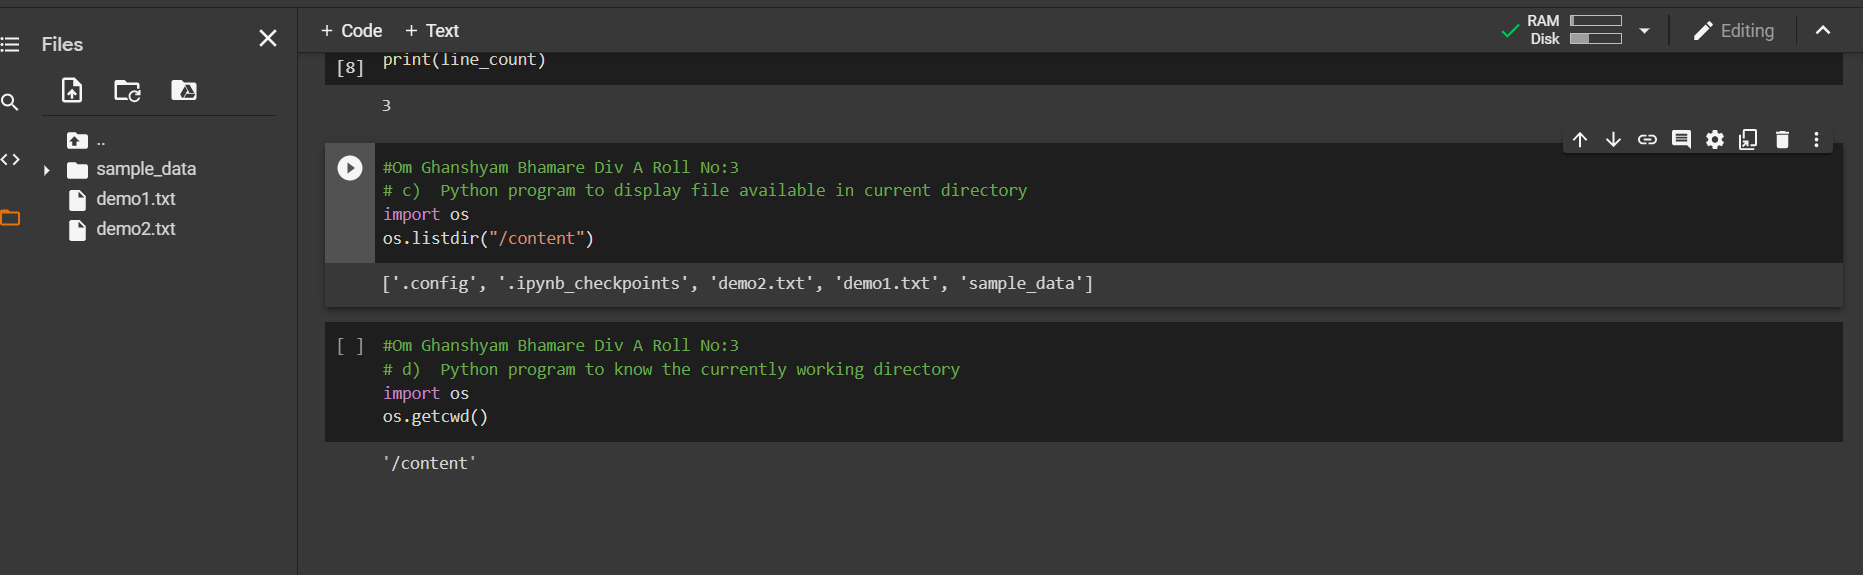 Files
..
sample_data
demo1.txt
demo2.txt
+ Code + Text
RAM
Disk
Editing
[8] print(line_count)
3
#Om Ghanshyam Bhamare Div A Roll No:3
# c)  Python program to display file available in current directory
import os
os.listdir("/content")
['.config', '.ipynb_checkpoints', 'demo2.txt', 'demo1.txt', 'sample_data']
[ ] #Om Ghanshyam Bhamare Div A Roll No:3
# d)  Python program to know the currently working directory
import os
os.getcwd()
'/content'